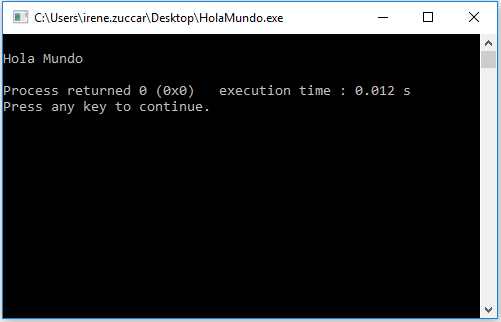 C:\Users\irene.zuccar\Desktop\HolaMundo.exe
Hola Mundo
Process returned 0 (0x0)   execution time : 0.012 s
Press any key to continue.